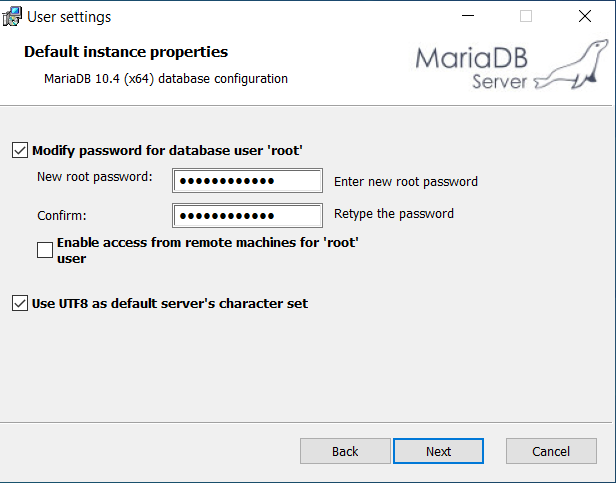 User settings
Default instance properties
MariaDB 10.4 (x64) database configuration
MariaDB
Server
Modify password for database user 'root'
New root password:
●●●●●●●●●●●●
Enter new root password
Confirm:
●●●●●●●●●●●●
Retype the password
Enable access from remote machines for 'root'
user
Use UTF8 as default server's character set
Back
Next
Cancel